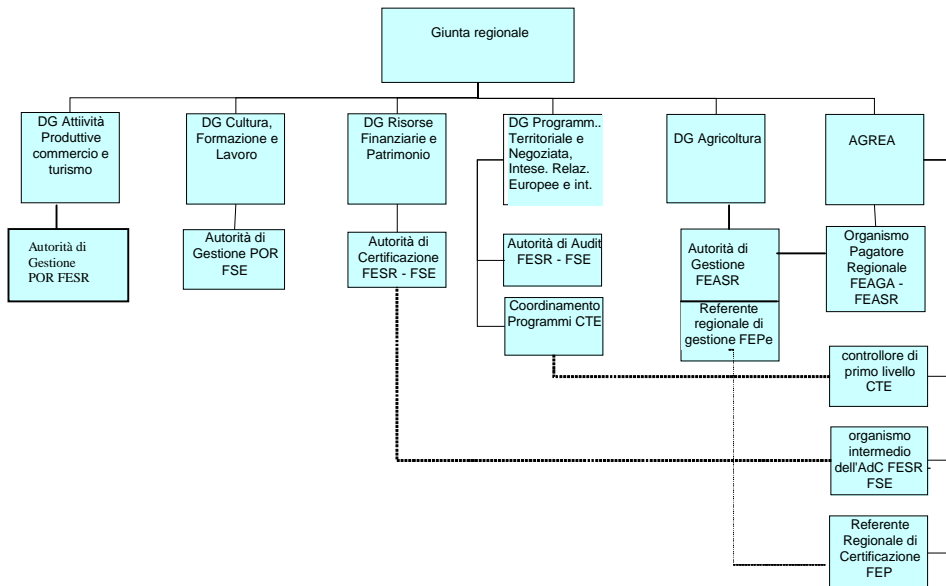 Giunta regionale
DG Attiività
Produttive
commercio e
turismo
DG Cultura,
Formazione e
Lavoro
DG Risorse
Finanziarie e
Patrimonio
DG Programm..
Territoriale e
Negoziata,
Intese. Relaz.
Europee e int.
DG Agricoltura
AGREA
Autorità di
Gestione
POR FESR
Autorità di
Gestione POR
FSE
Autorità di
Certificazione
FESR - FSE
Autorità di Audit
FESR - FSE
Coordinamento
Programmi CTE
Autorità di
Gestione
FEASR
Referente
regionale di
gestione FEPe
Organismo
Pagatore
Regionale
FEAGA -
FEASR
controllore di
primo livello
CTE
organismo
intermedio
dell'AdC FESR -
FSE
Referente
Regionale di
Certificazione
FEP